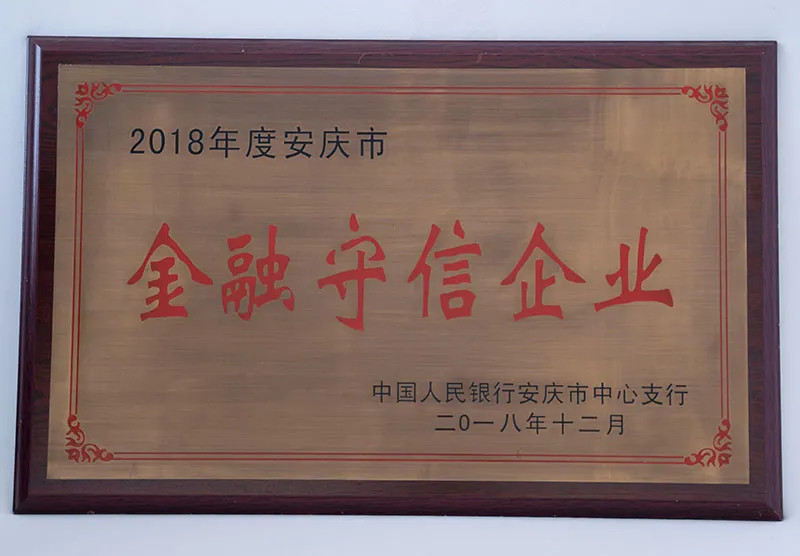 2018年度安庆市
金融守信企业
中国人民银行安庆市中心支行
二0一八年十二月